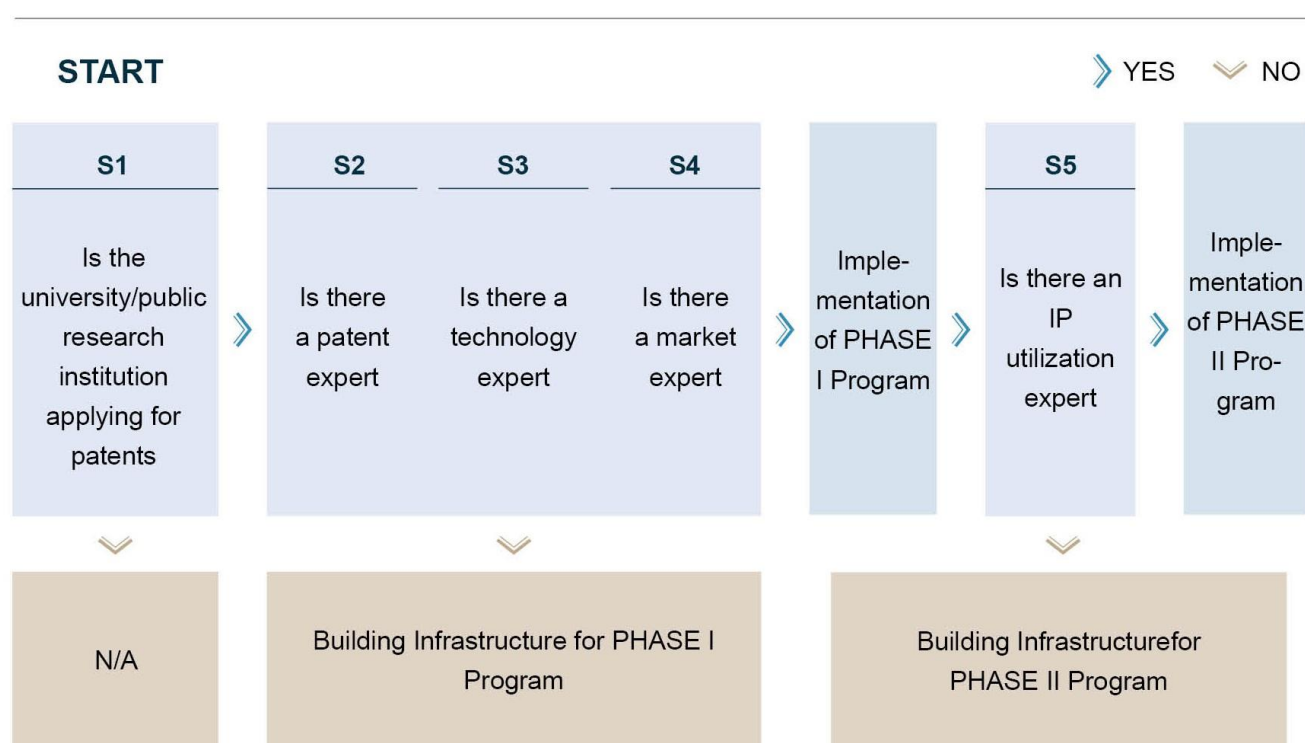 START
YES
NO
S1
Is the
university/public
research
institution
applying for
patents
S2
Is there
a patent
expert
S3
Is there a
technology
expert
S4
Is there
a market
expert
Imple-
mentation
of PHASE
I Program
S5
Is there an
IP
utilization
expert
Imple-
mentation
of PHASE
II Pro-
gram
N/A
Building Infrastructure for PHASE I
Program
Building Infrastructurefor
PHASE II Program